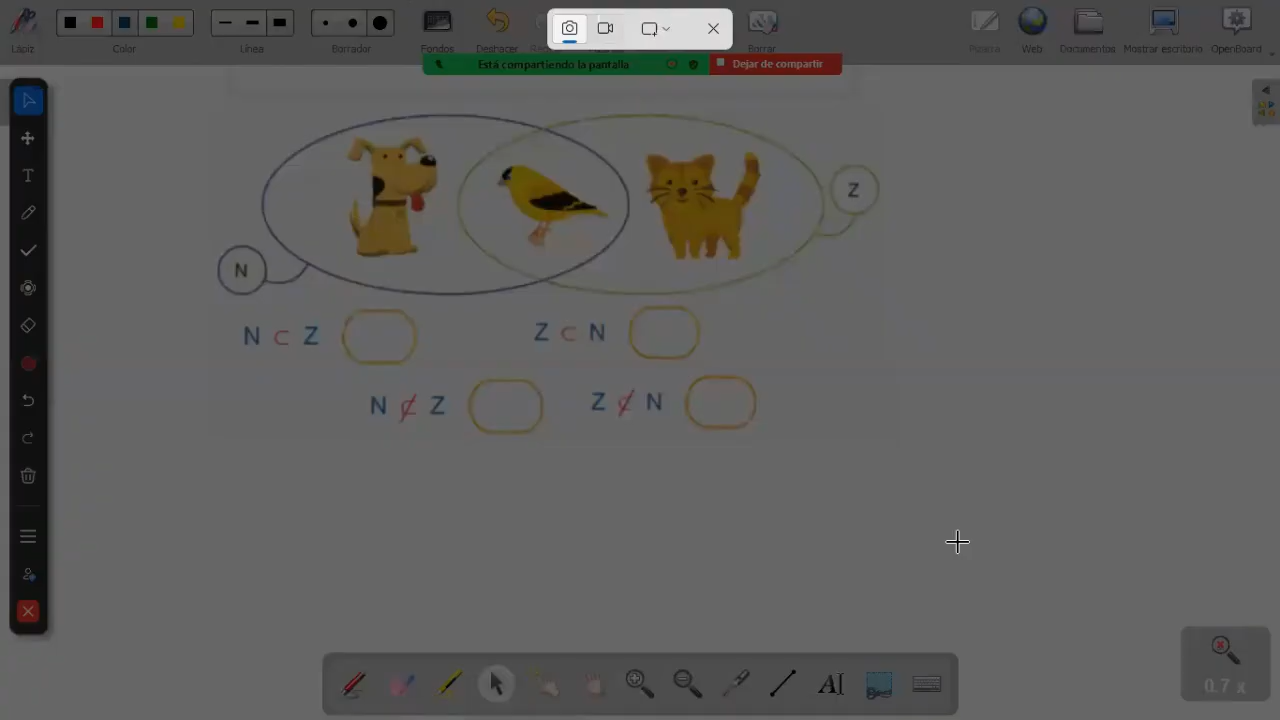 Lápiz Color Línea Borrador Fondos Deshacer Borrar Página Web Documentos Mostrar escritorio OpenBoard
Está compartiendo la pantalla Dejar de compartir
Z
N
N ⊂ Z Z ⊂ N
N ⊄ Z Z ⊄ N
0.7 x